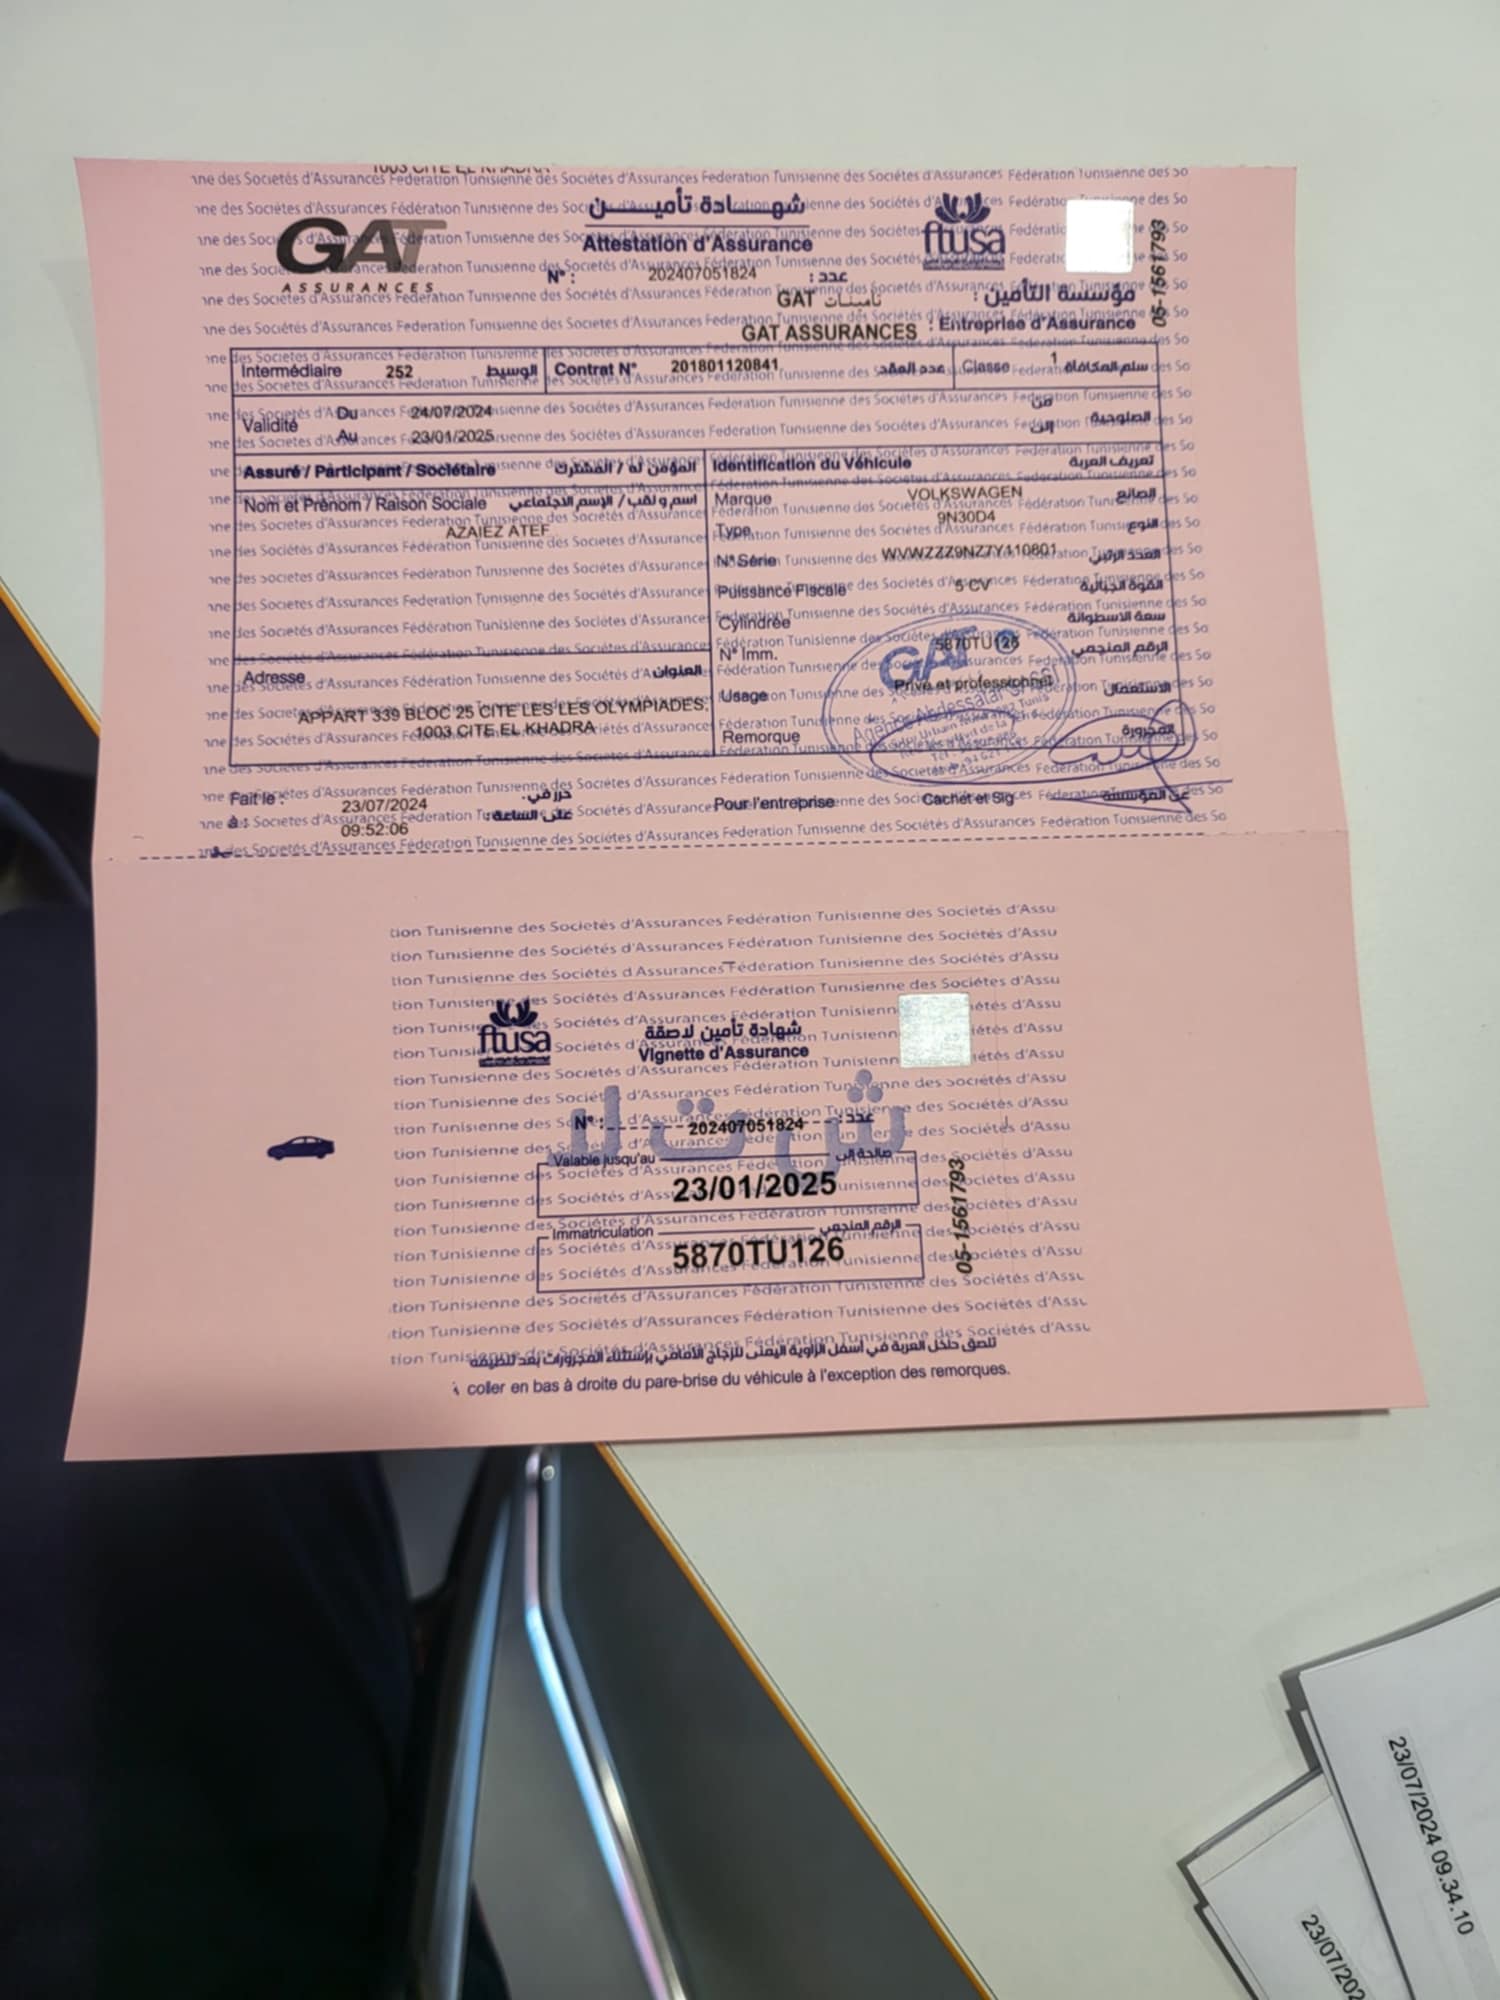 1003 CITE EL KHADRA
GAT
ASSURANCES
شهادة تأمين
Attestation d'Assurance
N° : 202407051824 عدد :
ftusa
05-1561793
GAT تأمينات مؤسسة التأمين :
GAT ASSURANCES : Entreprise d'Assurance
Intermédiaire 252 الوسيط Contrat N° 201801120841 عدد العقد Classe 1 سلم المكافأة
Validité Du 24/07/2024 من الصلوحية
Au 23/01/2025 إلى
Assuré / Participant / Sociétaire المؤمن له / المشترك Identification du Véhicule تعريف العربة
Nom et Prénom / Raison Sociale اسم و لقب / الإسم الاجتماعي
AZAIEZ ATEF
Marque VOLKSWAGEN الصانع
Type 9N30D4 النوع
N° Série WVWZZZ9NZ7Y110801 العدد الرتبي
Puissance Fiscale 5 CV القوة الجبائية
Cylindrée سعة الاسطوانة
N° Imm. 5870TU126 الرقم المنجمي
Adresse العنوان
APPART 339 BLOC 25 CITE LES LES OLYMPIADES.
1003 CITE EL KHADRA
Usage Privé et professionnel الاستعمال
Remorque المجرورة
GAT
Fait le : 23/07/2024 حرر في :
à : 09:52:06 على الساعة :
Pour l'entreprise Cachet et Sig عن المؤسسة
Fédération Tunisienne des Sociétés d'Assurances
ftusa
شهادة تأمين لاصقة
Vignette d'Assurance
ش ت ل
N° : 202407051824 عدد :
Valable jusqu'au صالحة إلى
23/01/2025
Immatriculation الرقم المنجمي
5870TU126
05-1561793
تلصق داخل العربة في أسفل الزاوية اليمنى للزجاج الأمامي بإستثناء المجرورات بعد تنظيفه
à coller en bas à droite du pare-brise du véhicule à l'exception des remorques.
23/07/2024 09.34.10
23/07/202